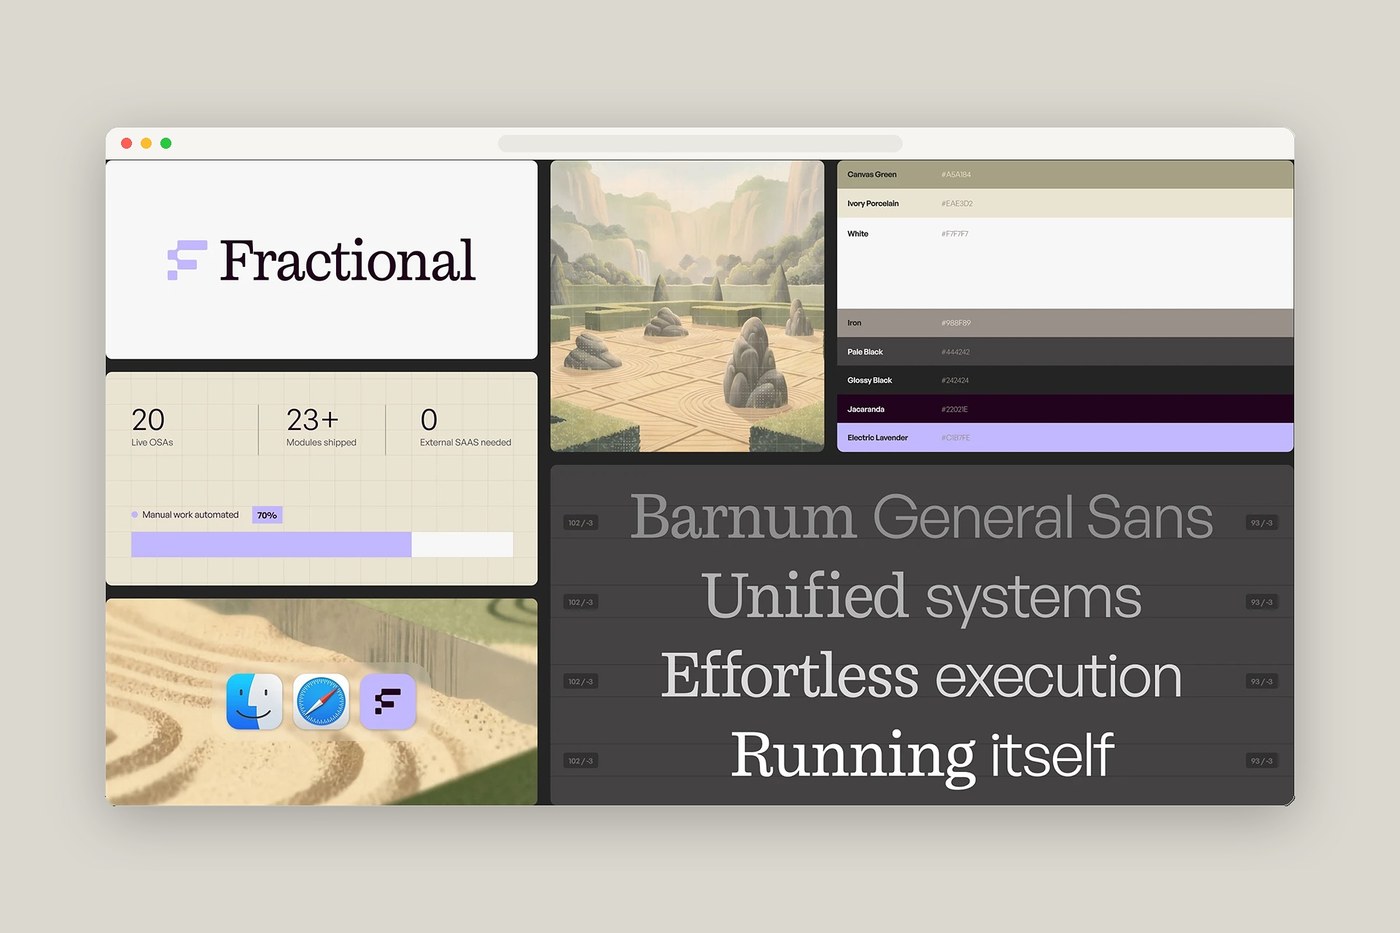 Fractional
20
Live OSAs
23+
Modules shipped
0
External SAAS needed
Manual work automated 70%
Canvas Green #A5A184
Ivory Porcelain #EAE3D2
White #F7F7F7
Iron #988F89
Pale Black #444242
Glossy Black #242424
Jacaranda #22021E
Electric Lavender #C1B7FE
102 / -3 Barnum General Sans 93 / -3
102 / -3 Unified systems 93 / -3
102 / -3 Effortless execution 93 / -3
102 / -3 Running itself 93 / -3